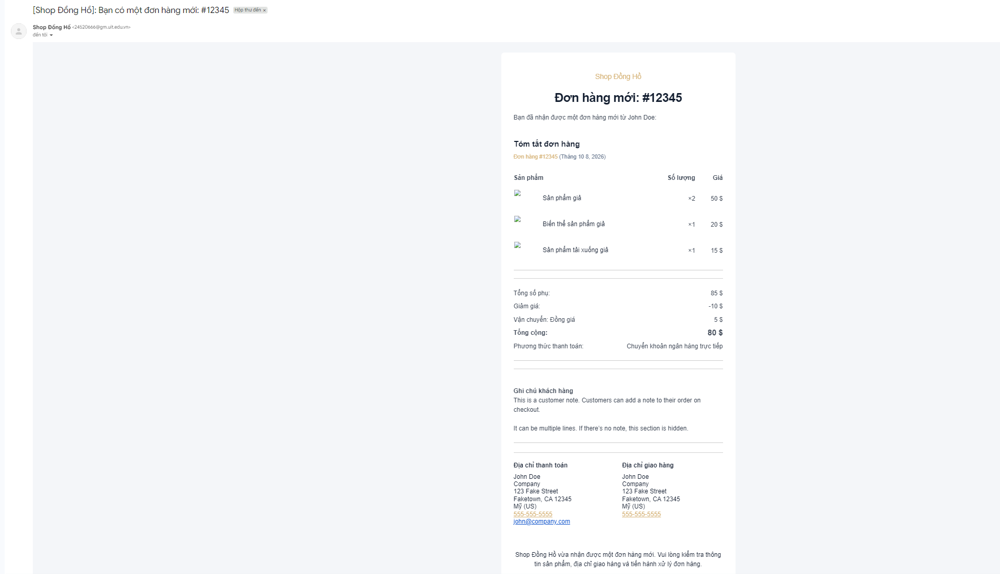 [Shop Đồng Hồ]: Bạn có một đơn hàng mới: #12345 Hộp thư đến ×
Shop Đồng Hồ <24520666@gm.uit.edu.vn>
đến tôi
Shop Đồng Hồ
Đơn hàng mới: #12345
Bạn đã nhận được một đơn hàng mới từ John Doe:
Tóm tắt đơn hàng
Đơn hàng #12345 (Tháng 10 8, 2026)
Sản phẩm Số lượng Giá
Sản phẩm giả ×2 50 $
Biến thể sản phẩm giả ×1 20 $
Sản phẩm tải xuống giả ×1 15 $
Tổng số phụ: 85 $
Giảm giá: -10 $
Vận chuyển: Đồng giá 5 $
Tổng cộng: 80 $
Phương thức thanh toán: Chuyển khoản ngân hàng trực tiếp
Ghi chú khách hàng
This is a customer note. Customers can add a note to their order on
checkout.
It can be multiple lines. If there’s no note, this section is hidden.
Địa chỉ thanh toán
John Doe
Company
123 Fake Street
Faketown, CA 12345
Mỹ (US)
555-555-5555
john@company.com
Địa chỉ giao hàng
John Doe
Company
123 Fake Street
Faketown, CA 12345
Mỹ (US)
555-555-5555
Shop Đồng Hồ vừa nhận được một đơn hàng mới. Vui lòng kiểm tra thông
tin sản phẩm, địa chỉ giao hàng và tiến hành xử lý đơn hàng.